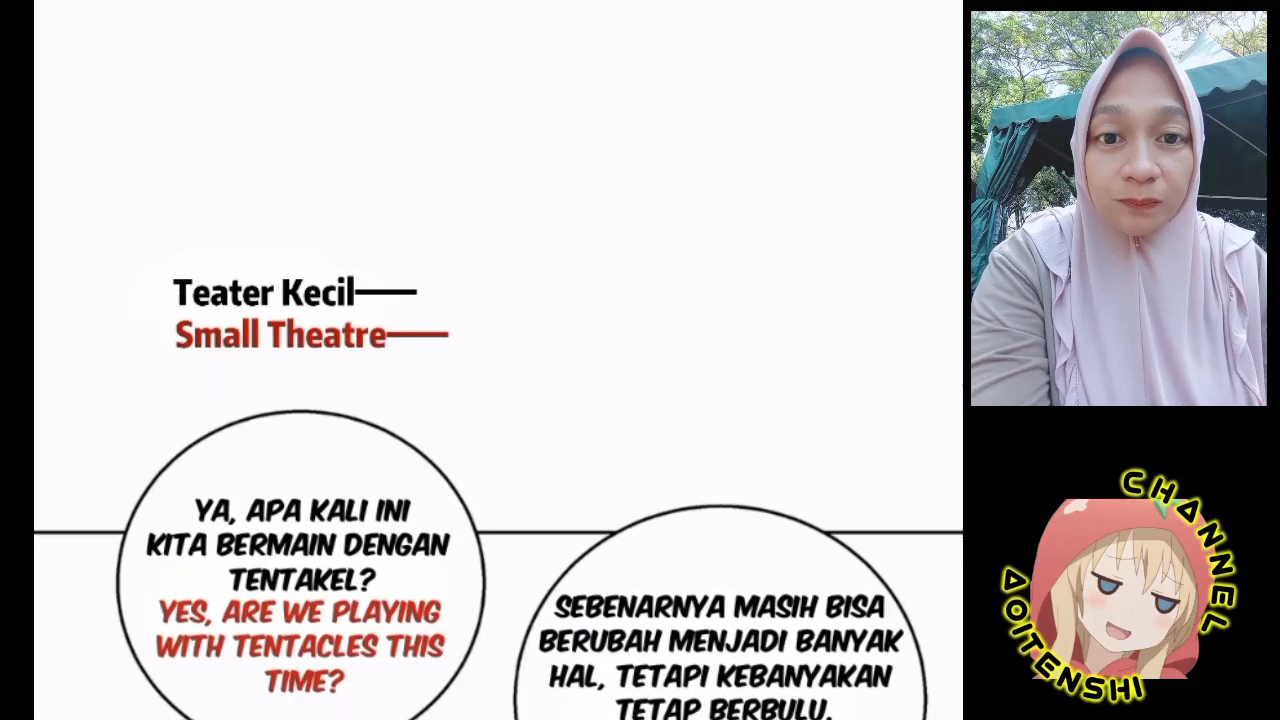 Teater Kecil——
Small Theatre——
YA, APA KALI INI
KITA BERMAIN DENGAN
TENTAKEL?
YES, ARE WE PLAYING
WITH TENTACLES THIS
TIME?
SEBENARNYA MASIH BISA
BERUBAH MENJADI BANYAK
HAL, TETAPI KEBANYAKAN
TETAP BERBULU.
CHANNEL
AOITENSHI